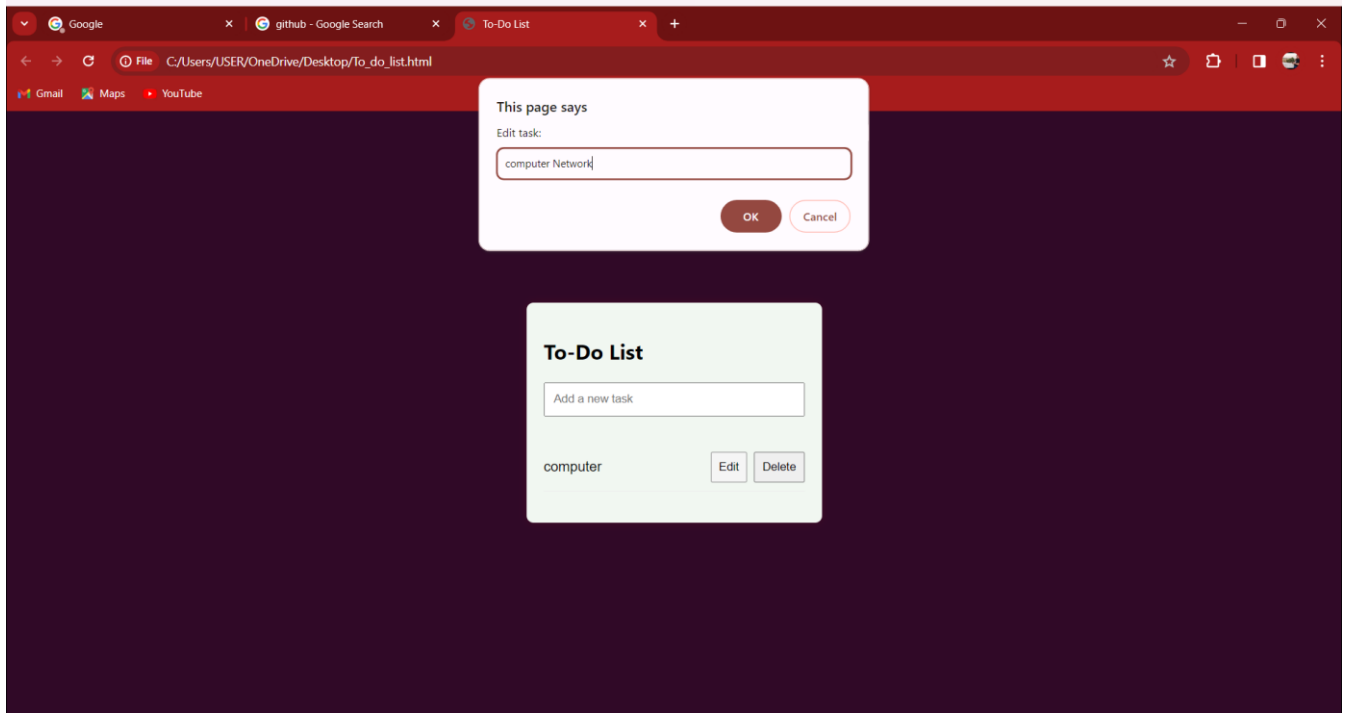 Google
github - Google Search
To-Do List
File C:/Users/USER/OneDrive/Desktop/To_do_list.html
Gmail Maps YouTube
This page says
Edit task:
computer Network
OK Cancel
To-Do List
Add a new task
computer Edit Delete